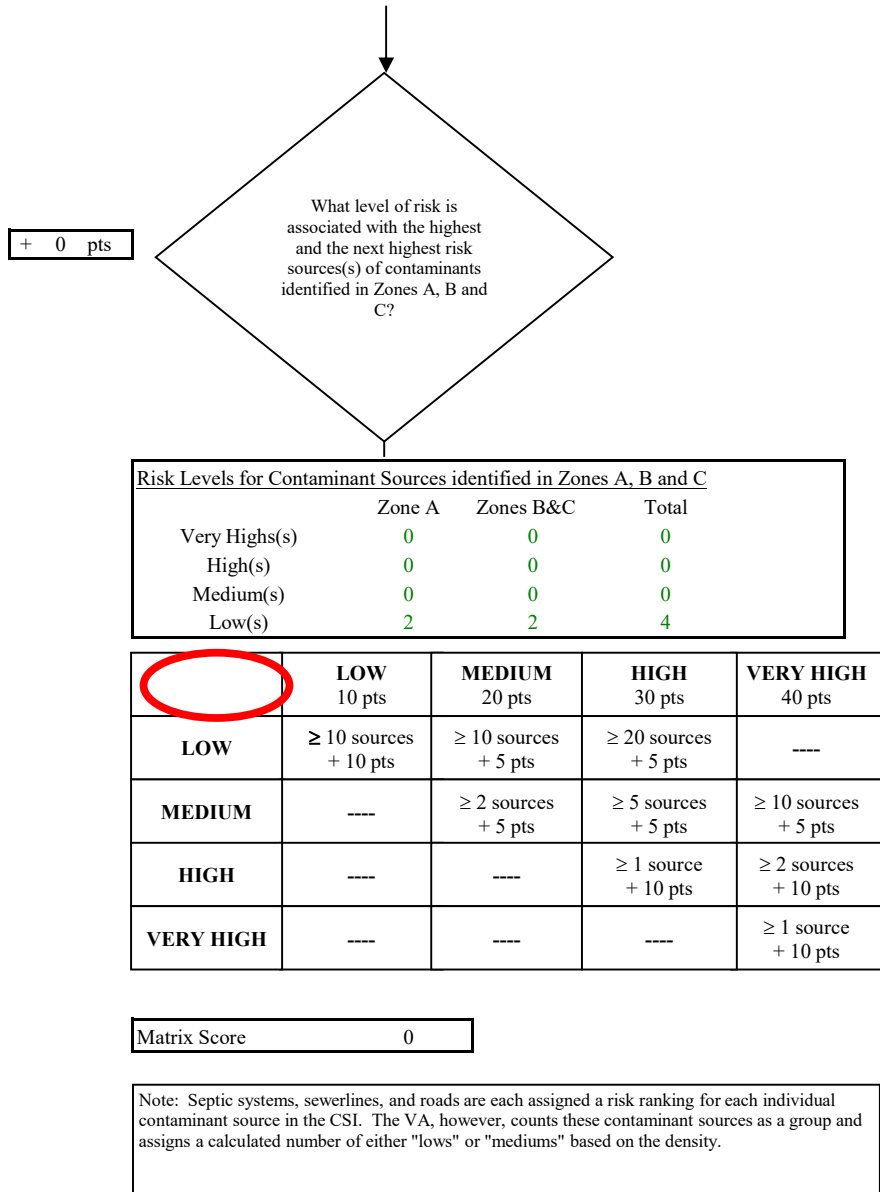 What level of risk is
associated with the highest
and the next highest risk
sources(s) of contaminants
identified in Zones A, B and
C?
+ 0 pts
Risk Levels for Contaminant Sources identified in Zones A, B and C
Zone A Zones B&C Total
Very Highs(s) 0 0 0
High(s) 0 0 0
Medium(s) 0 0 0
Low(s) 2 2 4
LOW MEDIUM HIGH VERY HIGH
10 pts 20 pts 30 pts 40 pts
LOW ≥ 10 sources ≥ 10 sources ≥ 20 sources ----
+ 10 pts + 5 pts + 5 pts
MEDIUM ---- ≥ 2 sources ≥ 5 sources ≥ 10 sources
+ 5 pts + 5 pts + 5 pts
HIGH ---- ---- ≥ 1 source ≥ 2 sources
+ 10 pts + 10 pts
VERY HIGH ---- ---- ---- ≥ 1 source
+ 10 pts
Matrix Score 0
Note: Septic systems, sewerlines, and roads are each assigned a risk ranking for each individual
contaminant source in the CSI. The VA, however, counts these contaminant sources as a group and
assigns a calculated number of either "lows" or "mediums" based on the density.